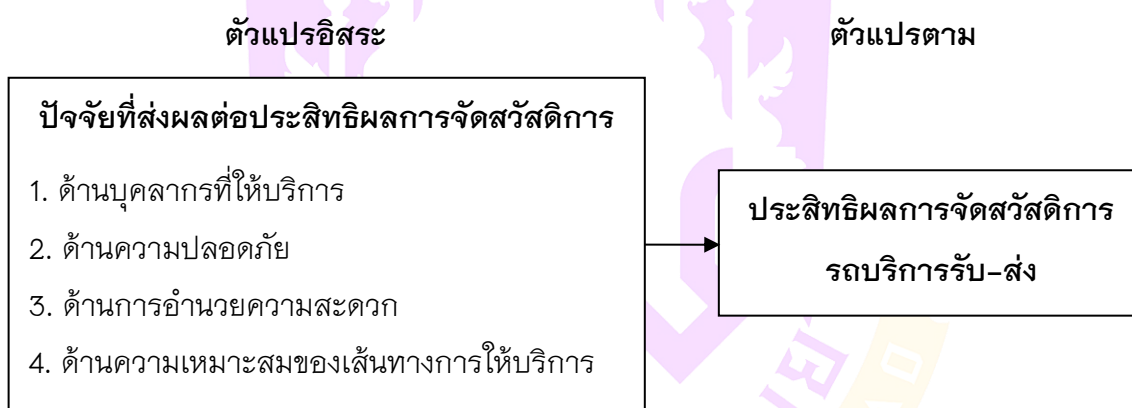 ตัวแปรอิสระ
ตัวแปรตาม
ปัจจัยที่ส่งผลต่อประสิทธิผลการจัดสวัสดิการ
1. ด้านบุคลากรที่ให้บริการ
2. ด้านความปลอดภัย
3. ด้านการอำนวยความสะดวก
4. ด้านความเหมาะสมของเส้นทางการให้บริการ
ประสิทธิผลการจัดสวัสดิการ
รถบริการรับ-ส่ง